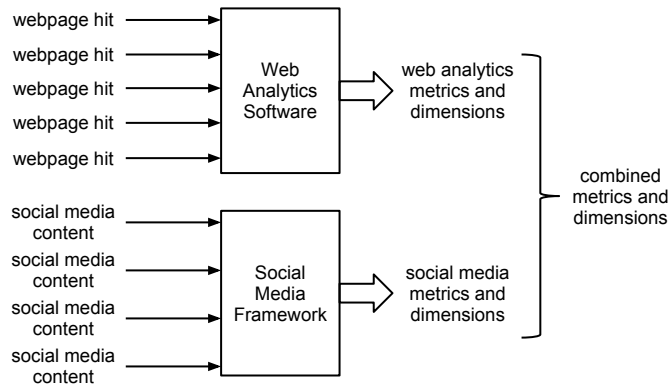 webpage hit
webpage hit
webpage hit
webpage hit
webpage hit
Web
Analytics
Software
web analytics
metrics and
dimensions
combined
metrics and
dimensions
social media
content
social media
content
social media
content
social media
content
Social
Media
Framework
social media
metrics and
dimensions